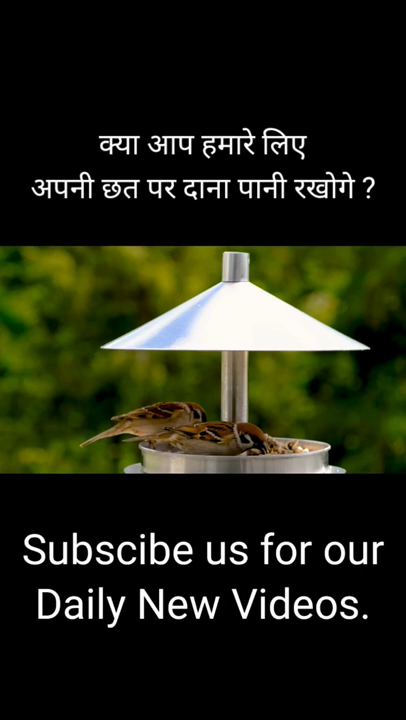 क्या आप हमारे लिए
अपनी छत पर दाना पानी रखोगे ?
Subscibe us for our
Daily New Videos.